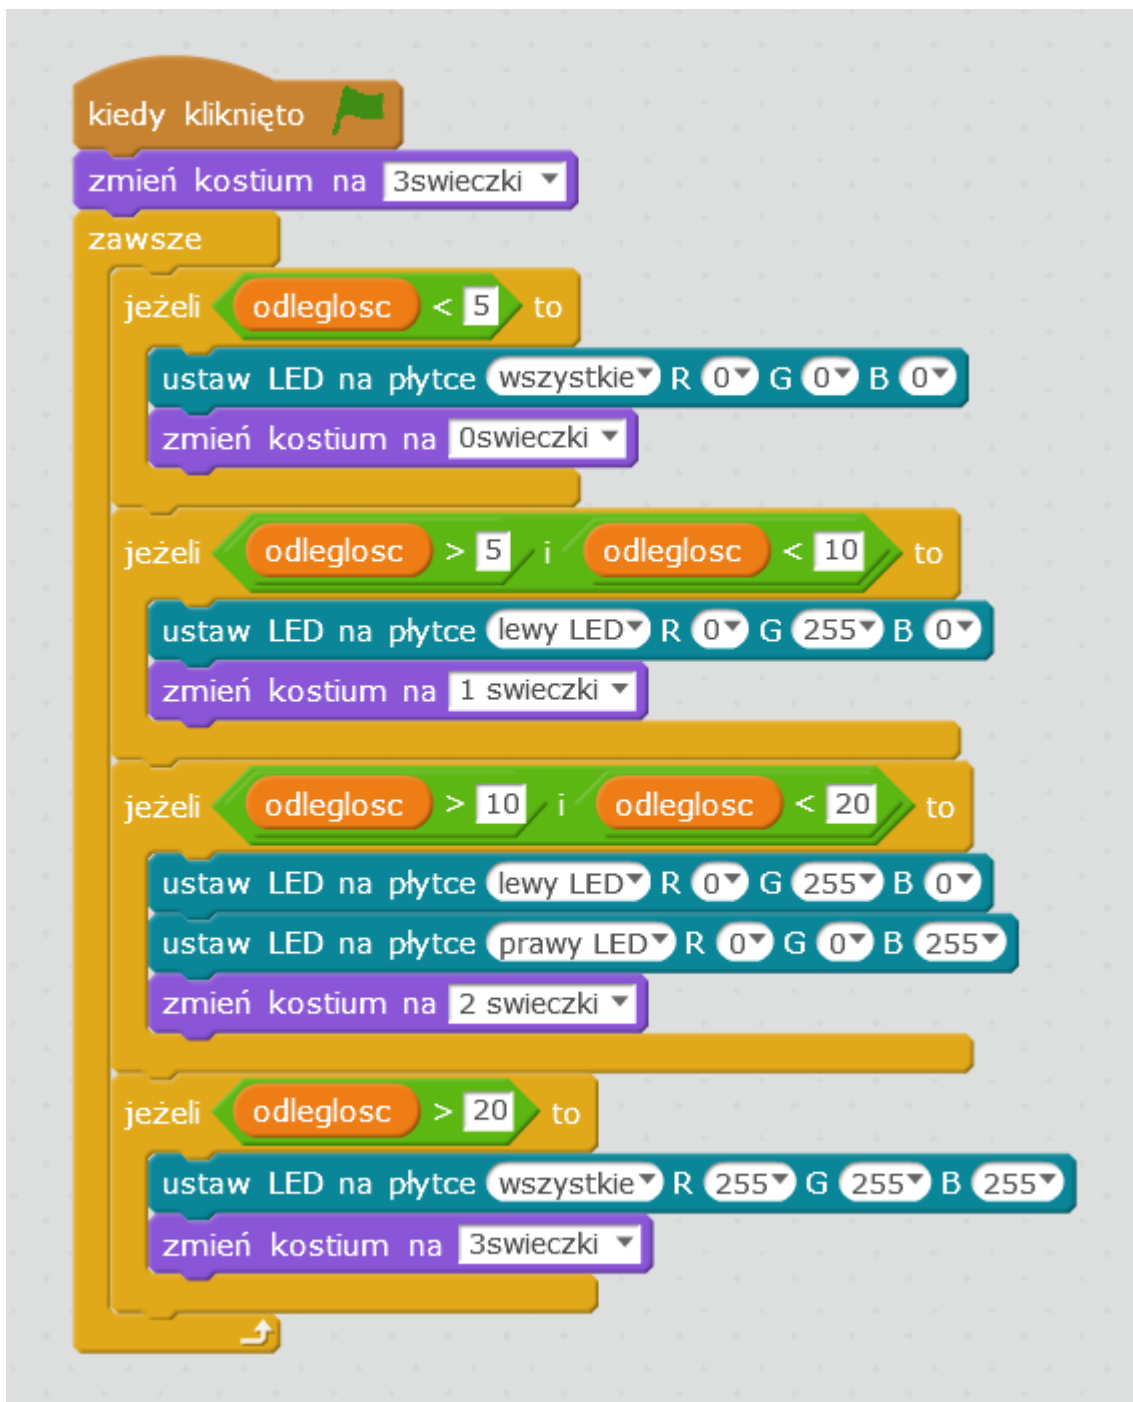 kiedy kliknięto
zmień kostium na 3swieczki
zawsze
jeżeli odleglosc < 5 to
ustaw LED na płytce wszystkie R 0 G 0 B 0
zmień kostium na 0swieczki
jeżeli odleglosc > 5 i odleglosc < 10 to
ustaw LED na płytce lewy LED R 0 G 255 B 0
zmień kostium na 1 swieczki
jeżeli odleglosc > 10 i odleglosc < 20 to
ustaw LED na płytce lewy LED R 0 G 255 B 0
ustaw LED na płytce prawy LED R 0 G 0 B 255
zmień kostium na 2 swieczki
jeżeli odleglosc > 20 to
ustaw LED na płytce wszystkie R 255 G 255 B 255
zmień kostium na 3swieczki